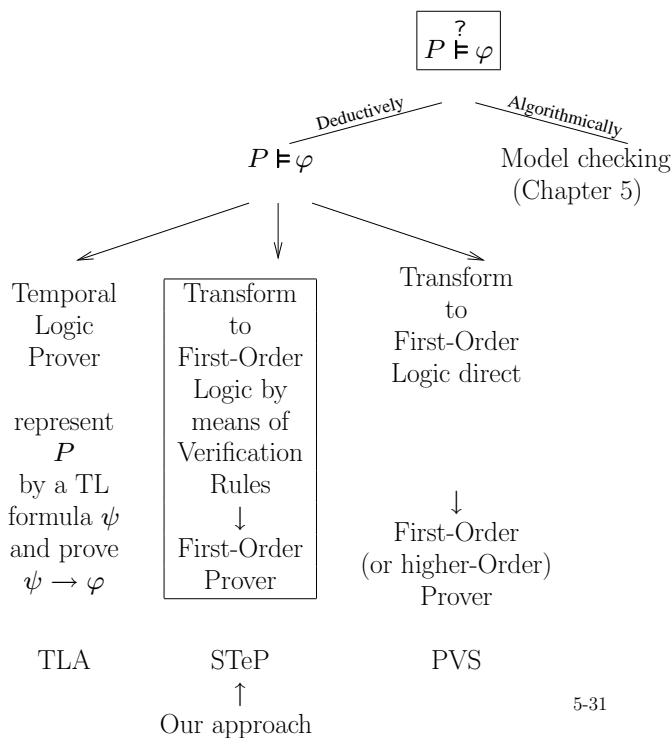 ?
P ⊨ φ
Deductively
Algorithmically
P ⊨ φ
Model checking
(Chapter 5)
Temporal
Logic
Prover
represent
P
by a TL
formula ψ
and prove
ψ → φ
TLA
Transform
to
First-Order
Logic by
means of
Verification
Rules
↓
First-Order
Prover
STeP
↑
Our approach
Transform
to
First-Order
Logic direct
↓
First-Order
(or higher-Order)
Prover
PVS
5-31